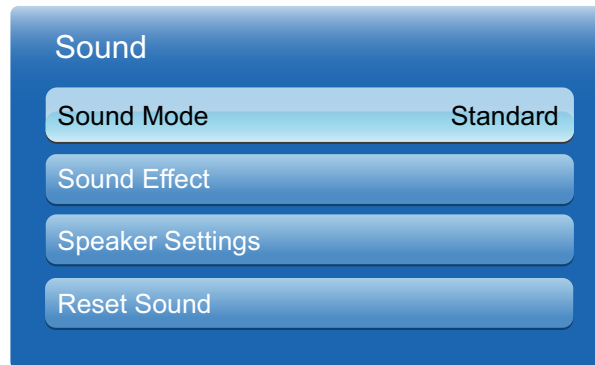 Sound
Sound Mode Standard
Sound Effect
Speaker Settings
Reset Sound